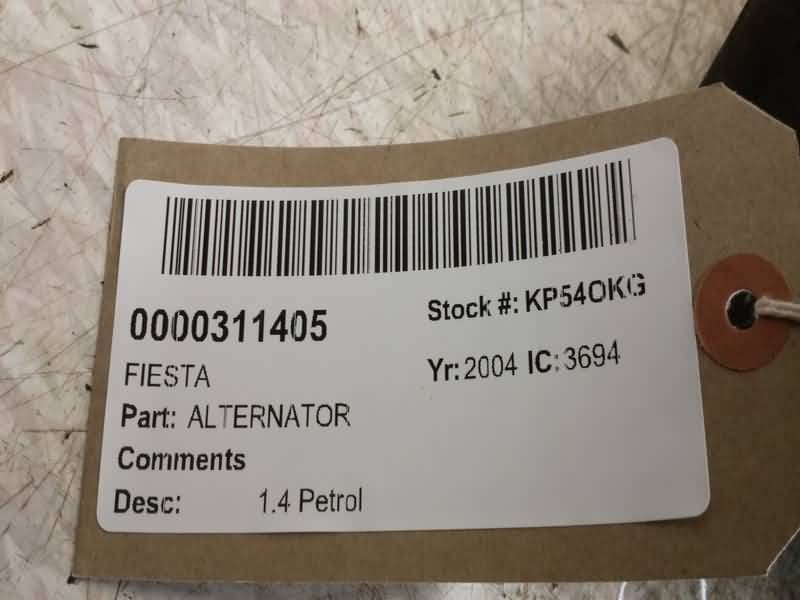 0000311405
Stock #: KP54OKG
FIESTA
Yr: 2004 IC: 3694
Part: ALTERNATOR
Comments
Desc: 1.4 Petrol